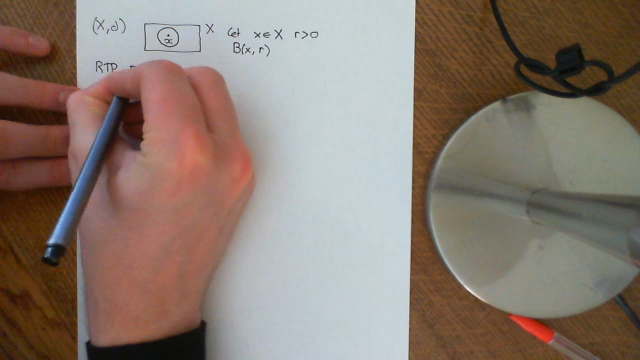 (X, d) x X Let x ∈ X r>0
B(x, r)
RTP